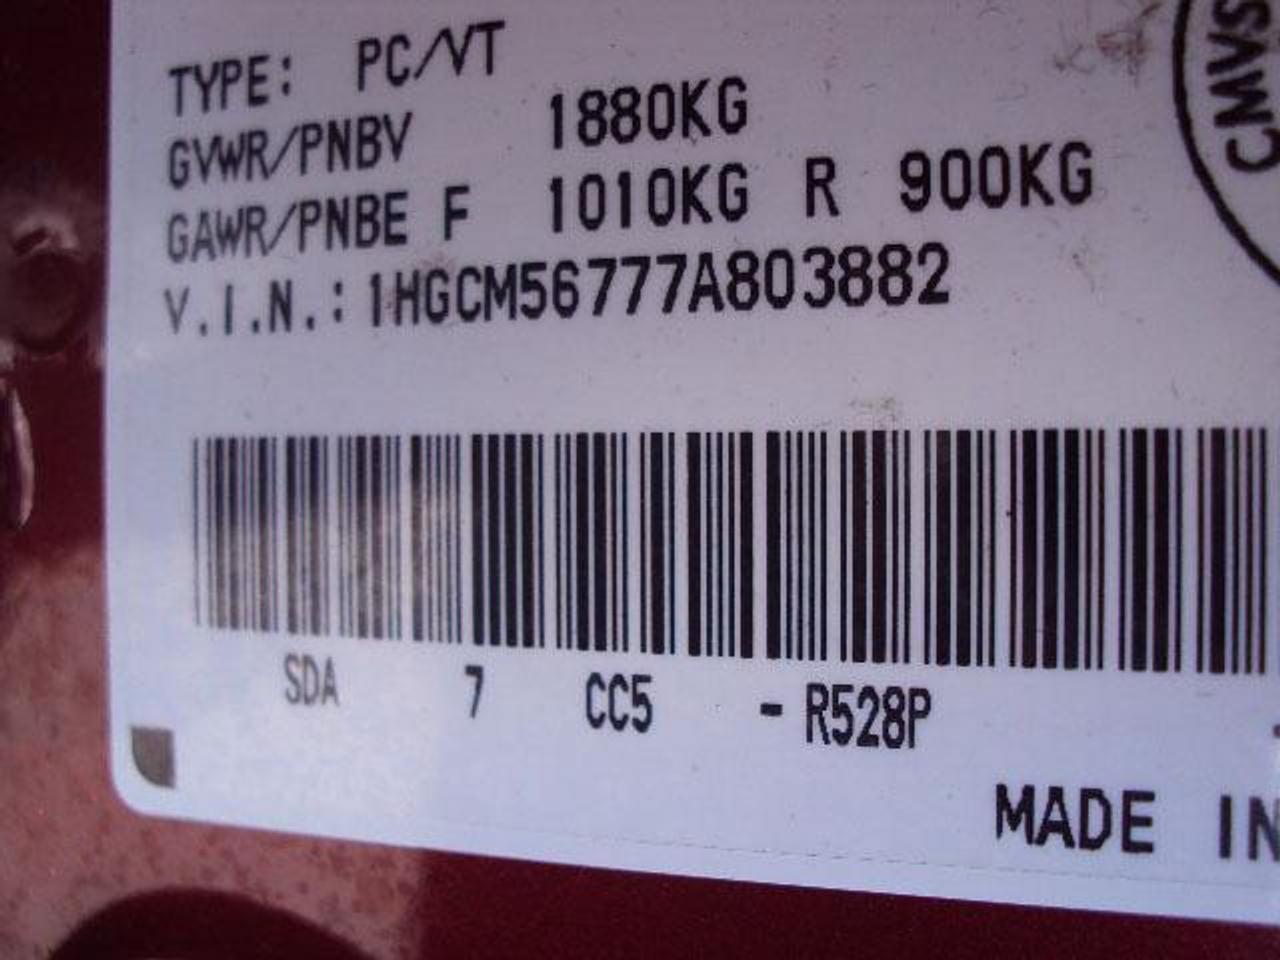 TYPE: PC/VT
GVWR/PNBV 1880KG
GAWR/PNBE F 1010KG R 900KG
V.I.N.: 1HGCM56777A803882
CMVS
SDA 7 CC5 - R528P
MADE IN